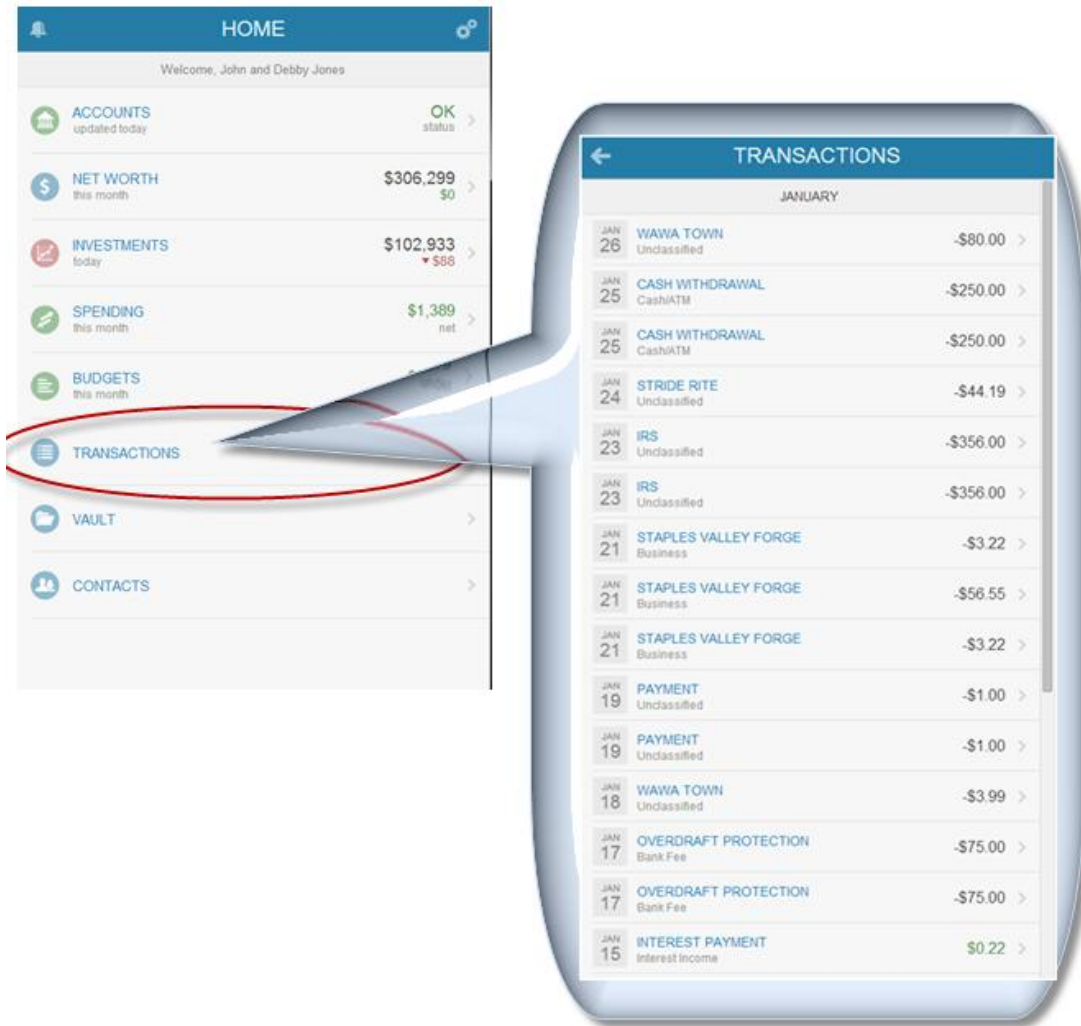 HOME
Welcome, John and Debby Jones
ACCOUNTS
updated today
OK
status
NET WORTH
this month
$306,299
$0
INVESTMENTS
today
$102,933
▼ $88
SPENDING
this month
$1,389
net
BUDGETS
this month
TRANSACTIONS
VAULT
CONTACTS
TRANSACTIONS
JANUARY
JAN
26
WAWA TOWN
Unclassified
-$80.00
JAN
25
CASH WITHDRAWAL
Cash/ATM
-$250.00
JAN
25
CASH WITHDRAWAL
Cash/ATM
-$250.00
JAN
24
STRIDE RITE
Unclassified
-$44.19
JAN
23
IRS
Unclassified
-$356.00
JAN
23
IRS
Unclassified
-$356.00
JAN
21
STAPLES VALLEY FORGE
Business
-$3.22
JAN
21
STAPLES VALLEY FORGE
Business
-$56.55
JAN
21
STAPLES VALLEY FORGE
Business
-$3.22
JAN
19
PAYMENT
Unclassified
-$1.00
JAN
19
PAYMENT
Unclassified
-$1.00
JAN
18
WAWA TOWN
Unclassified
-$3.99
JAN
17
OVERDRAFT PROTECTION
Bank Fee
-$75.00
JAN
17
OVERDRAFT PROTECTION
Bank Fee
-$75.00
JAN
15
INTEREST PAYMENT
Interest Income
$0.22